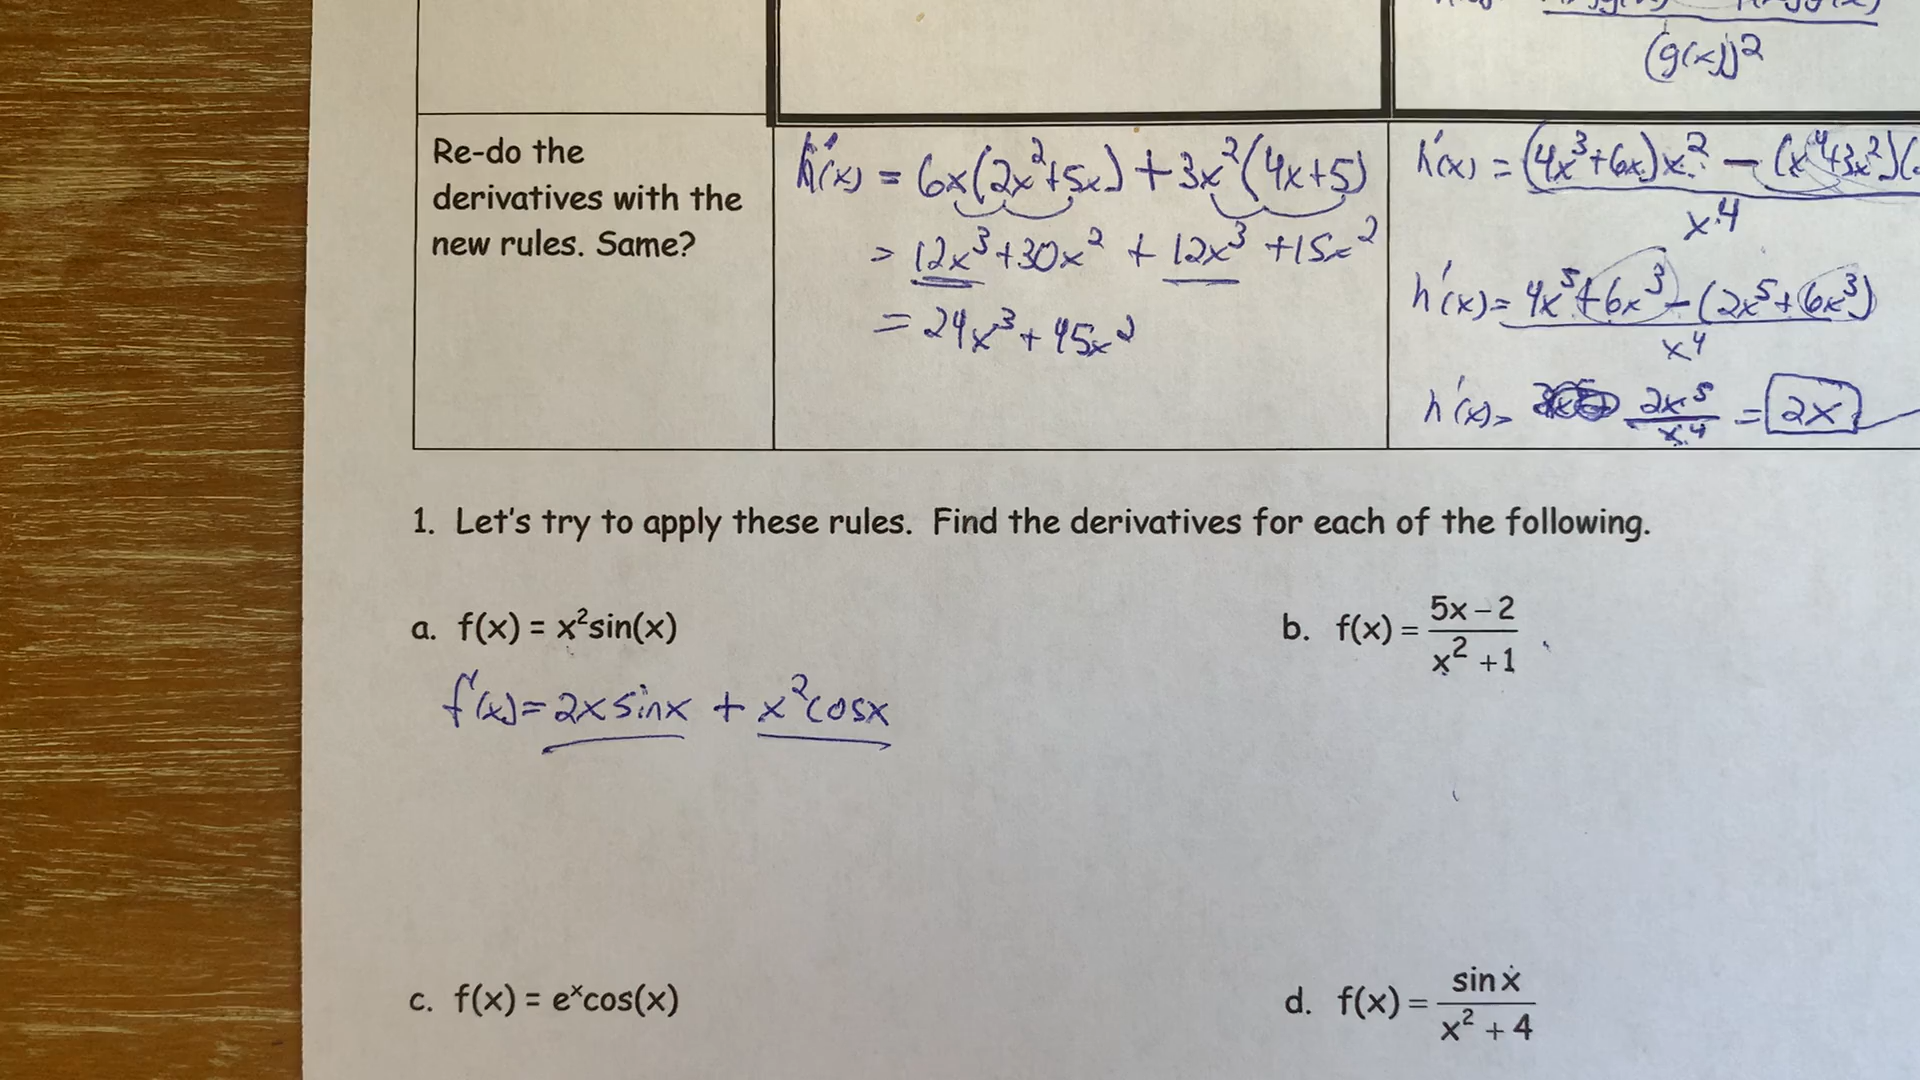 (g(x))²
Re-do the
derivatives with the
new rules. Same?
h'(x) = 6x(2x²+5x) + 3x²(4x+5)
= 12x³+30x² + 12x³ +15x²
= 24x³ + 45x²
h'(x) = (4x³+6x)x² — (x⁴+3x²)(
x⁴
h'(x) = 4x⁵+6x³ - (2x⁵+6x³)
x⁴
h'(x) = 2x⁵/x⁴ = 2x
1. Let's try to apply these rules. Find the derivatives for each of the following.
a. f(x) = x²sin(x)
f'(x) = 2x sinx + x²cosx
b. f(x) = (5x – 2)/(x² + 1)
c. f(x) = eˣcos(x)
d. f(x) = sin x/(x² + 4)